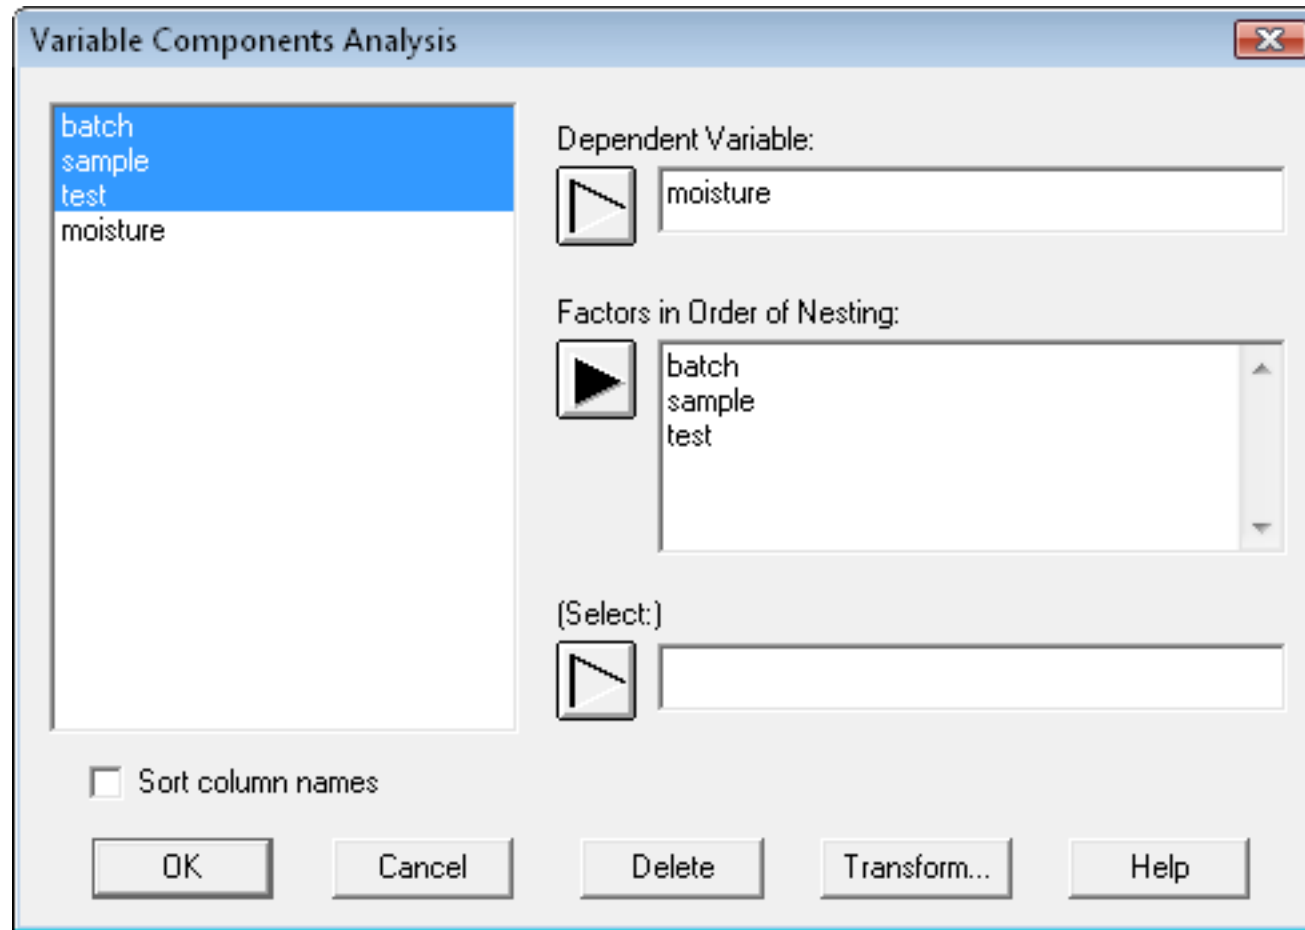 Variable Components Analysis
batch
sample
test
moisture
Dependent Variable:
moisture
Factors in Order of Nesting:
batch
sample
test
(Select:)
Sort column names
OK
Cancel
Delete
Transform...
Help